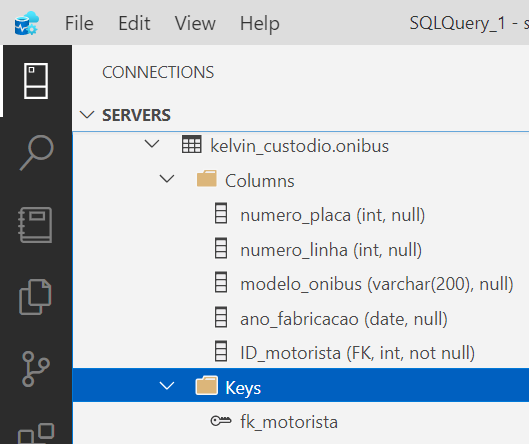 File Edit View Help SQLQuery_1 - s
CONNECTIONS
SERVERS
kelvin_custodio.onibus
Columns
numero_placa (int, null)
numero_linha (int, null)
modelo_onibus (varchar(200), null)
ano_fabricacao (date, null)
ID_motorista (FK, int, not null)
Keys
fk_motorista